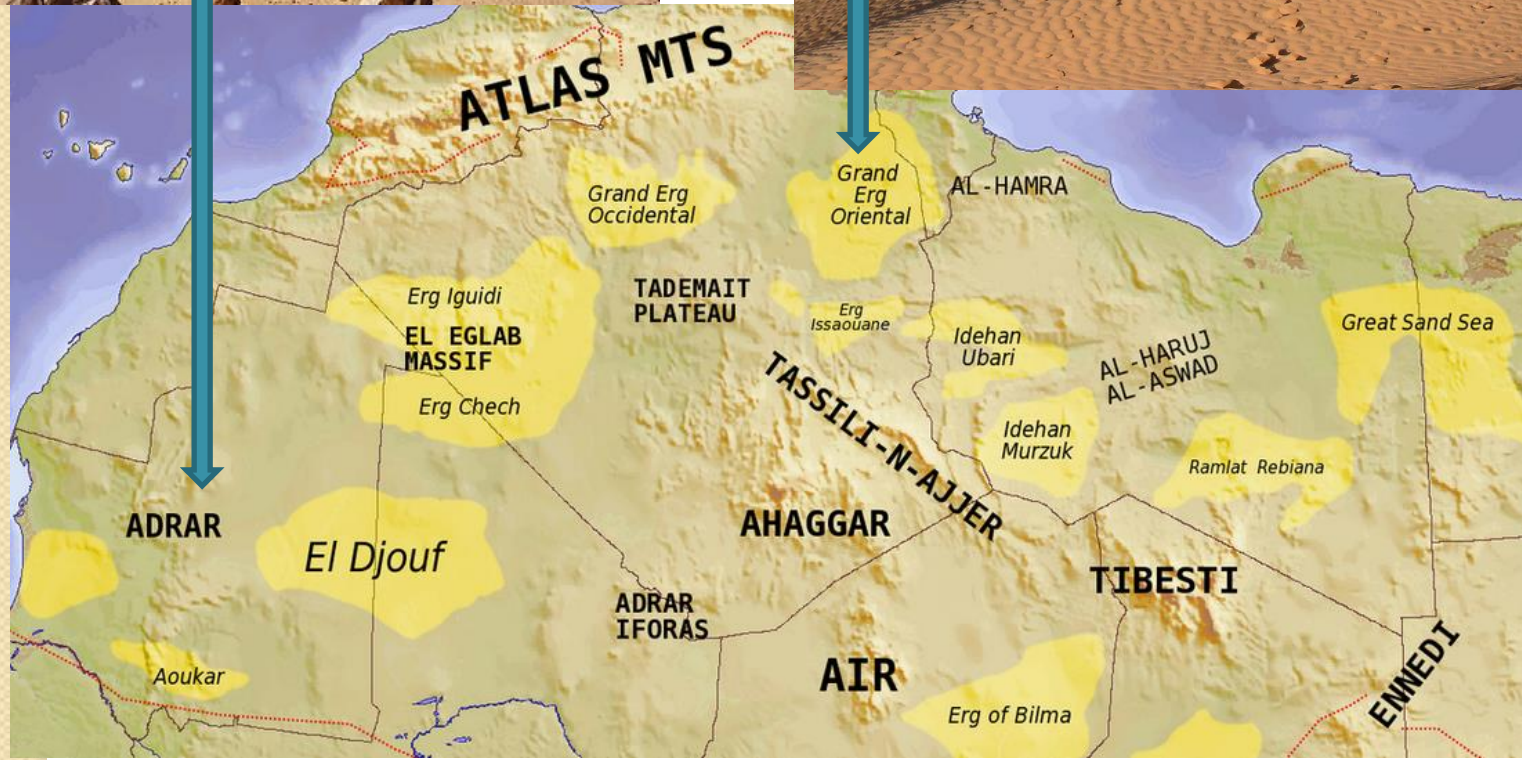 ATLAS MTS
Grand Erg
Occidental
Grand
Erg
Oriental
AL-HAMRA
Erg Iguidi
EL EGLAB
MASSIF
Erg Chech
TADEMAIT
PLATEAU
Erg
Issaouane
Idehan
Ubari
AL-HARUJ
AL-ASWAD
Great Sand Sea
TASSILI-N-AJJER
Idehan
Murzuk
Ramlat Rebiana
ADRAR
El Djouf
AHAGGAR
TIBESTI
ADRAR
IFORAS
Aoukar
AIR
Erg of Bilma
ENNEDI